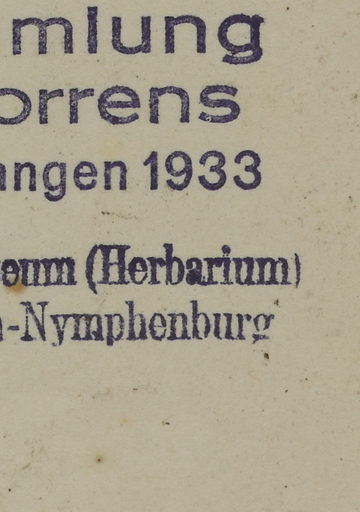 mlung
orrens
angen 1933
eum (Herbarium)
-Nymphenburg